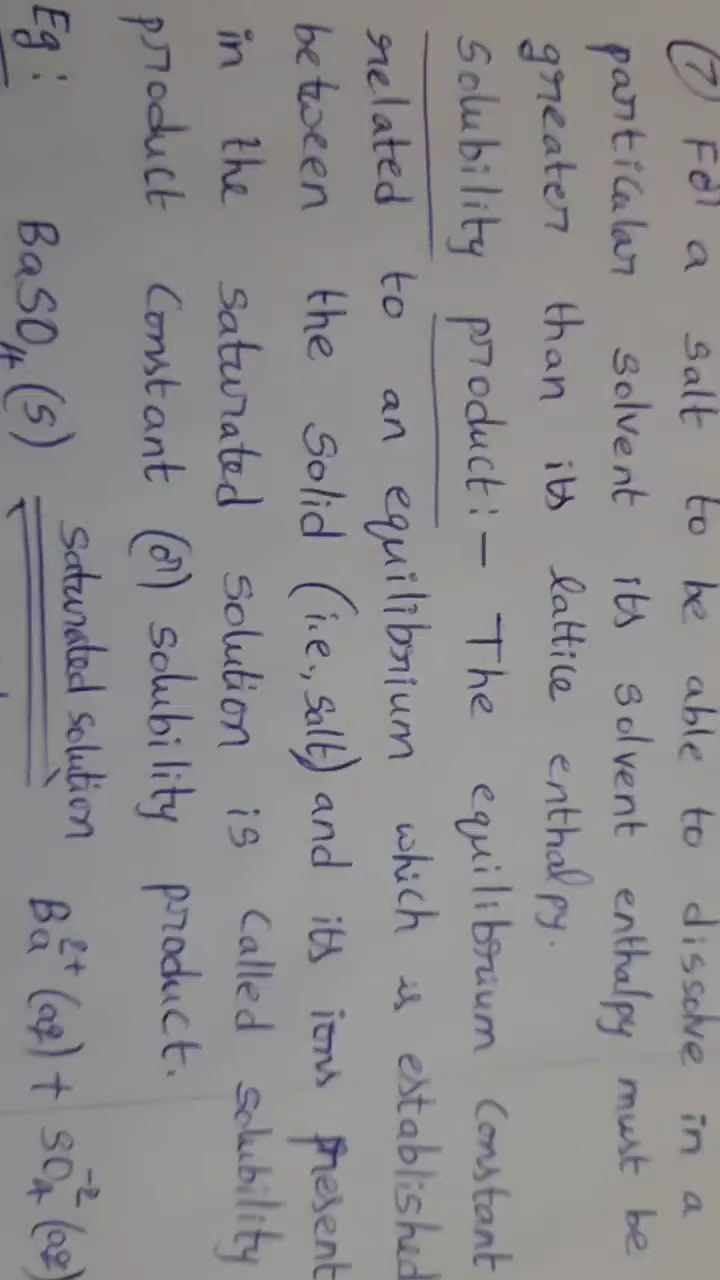 (7) For a salt to be able to dissolve in a
particular solvent its solvent enthalpy must be
greater than its lattice enthalpy.
Solubility product:- The equilibrium constant
related to an equilibrium which is established
between the solid (i.e., salt) and its ions present
in the saturated solution is called solubility
product constant (or) solubility product.
Eg: BaSO₄(s) saturated solution Ba²⁺(aq) + SO₄⁻²(aq)